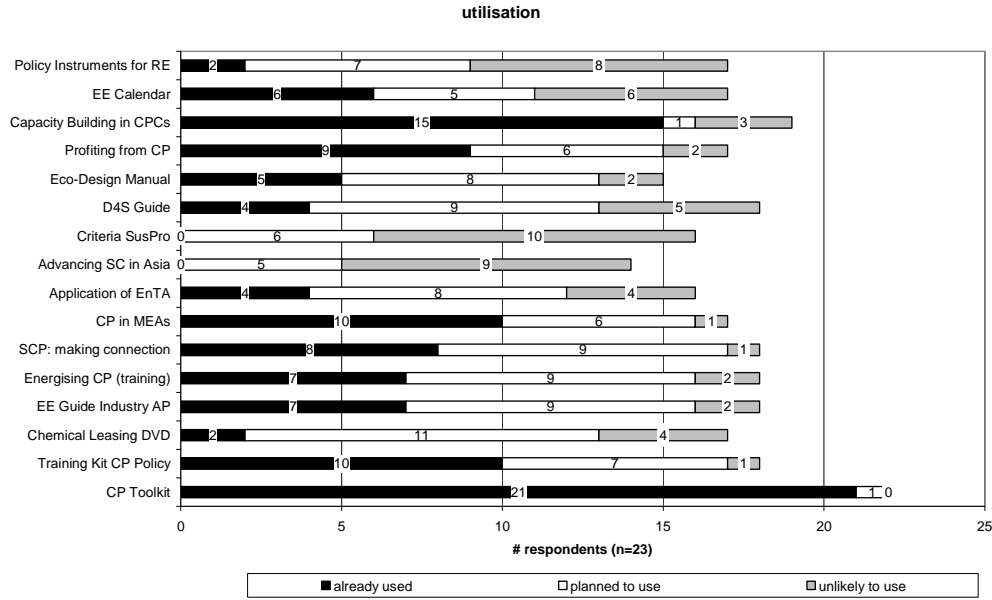 utilisation
Policy Instruments for RE 2 7 8
EE Calendar 6 5 6
Capacity Building in CPCs 15 1 3
Profiting from CP 9 6 2
Eco-Design Manual 5 8 2
D4S Guide 4 9 5
Criteria SusPro 0 6 10
Advancing SC in Asia 0 5 9
Application of EnTA 4 8 4
CP in MEAs 10 6 1
SCP: making connection 8 9 1
Energising CP (training) 7 9 2
EE Guide Industry AP 7 9 2
Chemical Leasing DVD 2 11 4
Training Kit CP Policy 10 7 1
CP Toolkit 21 1 0
0 5 10 15 20 25
# respondents (n=23)
already used planned to use unlikely to use